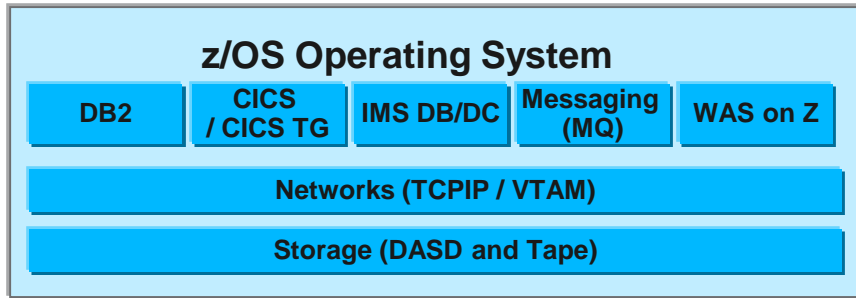 z/OS Operating System
DB2
CICS
/ CICS TG
IMS DB/DC
Messaging
(MQ)
WAS on Z
Networks (TCPIP / VTAM)
Storage (DASD and Tape)